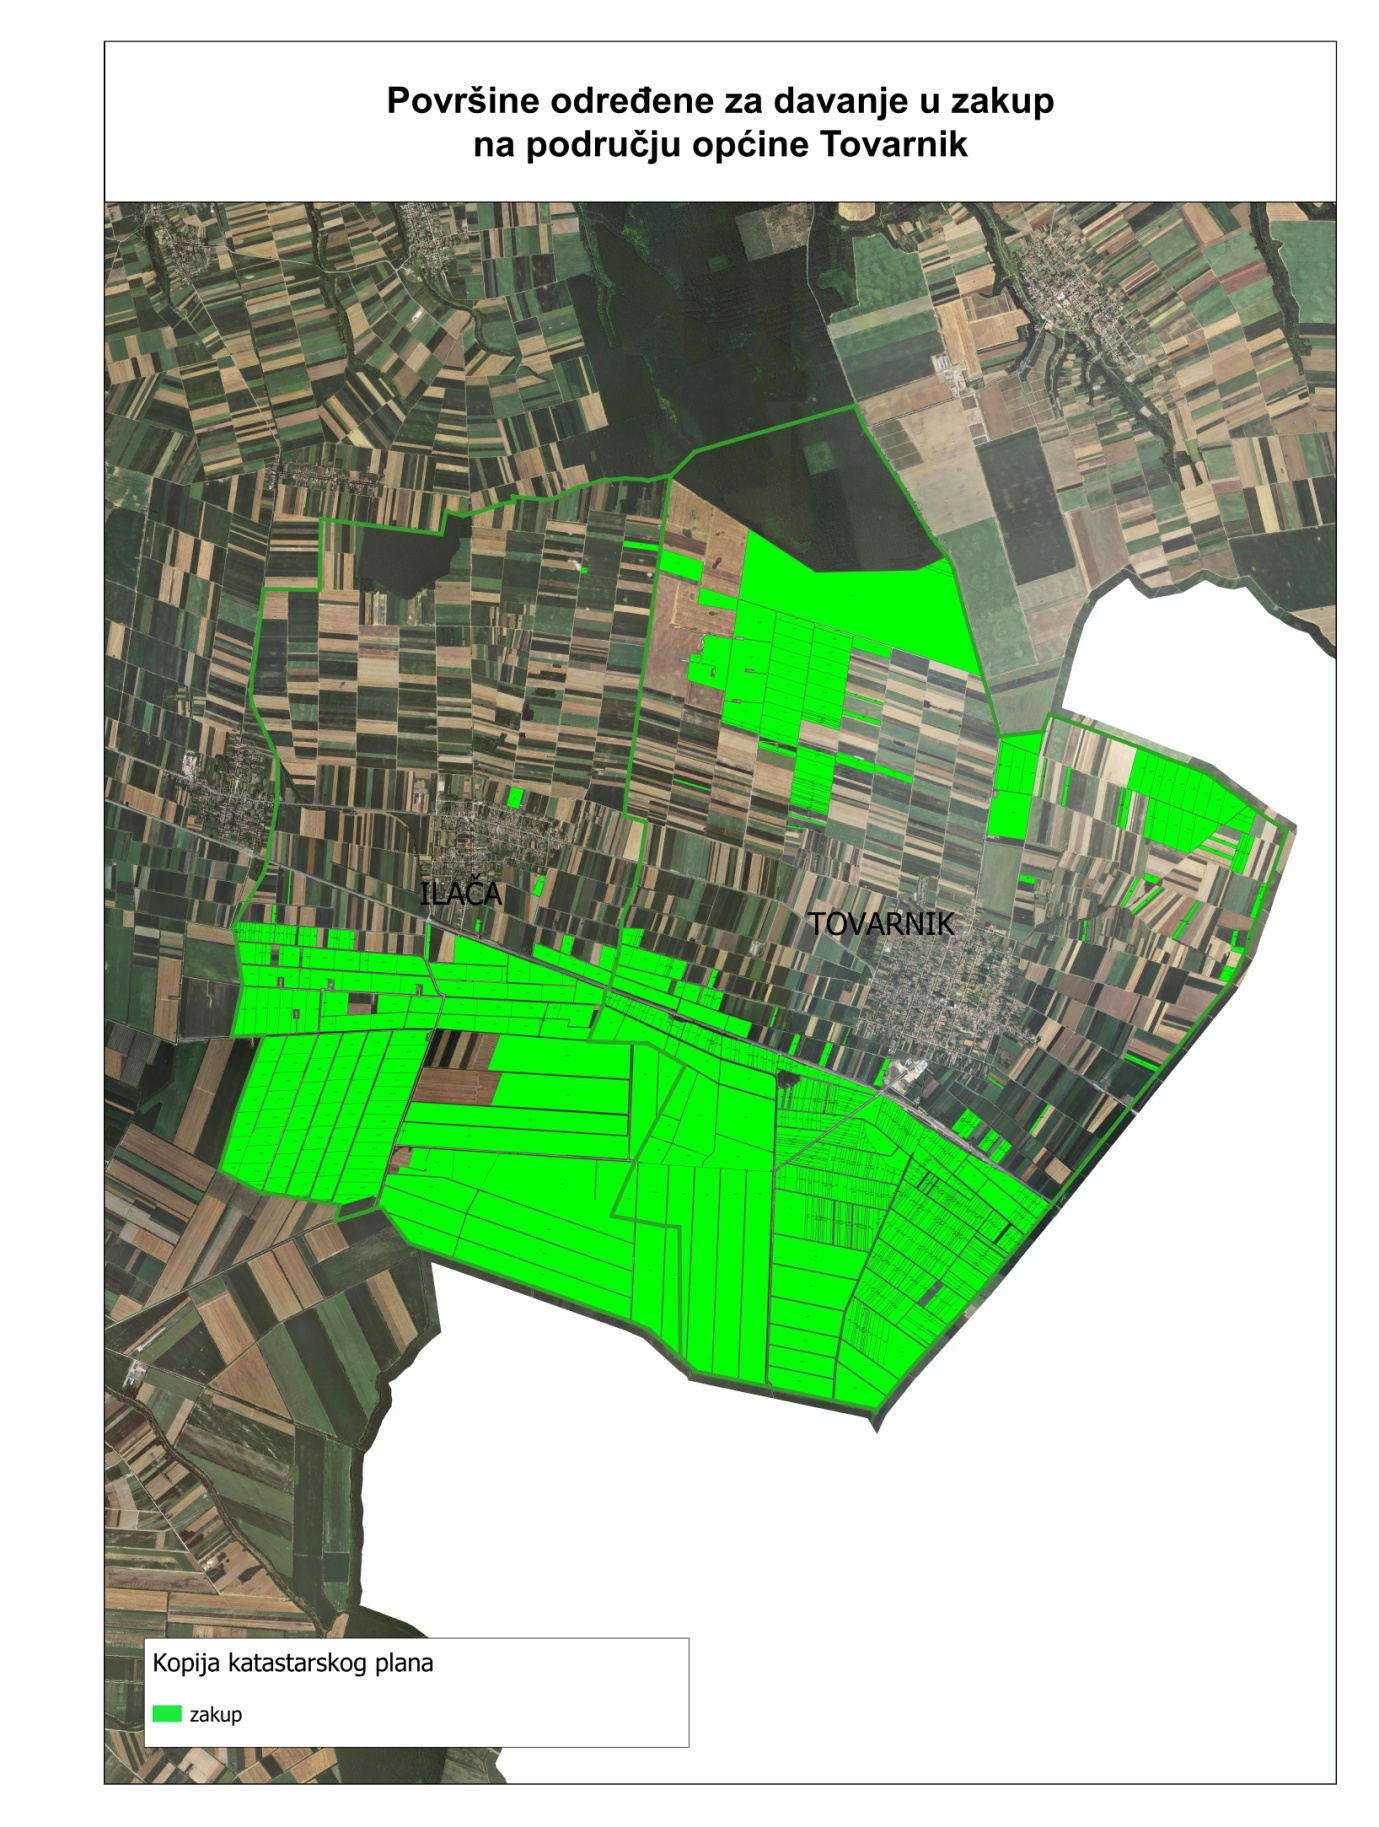 Površine određene za davanje u zakup
na području općine Tovarnik
ILAČA
TOVARNIK
Kopija katastarskog plana
zakup